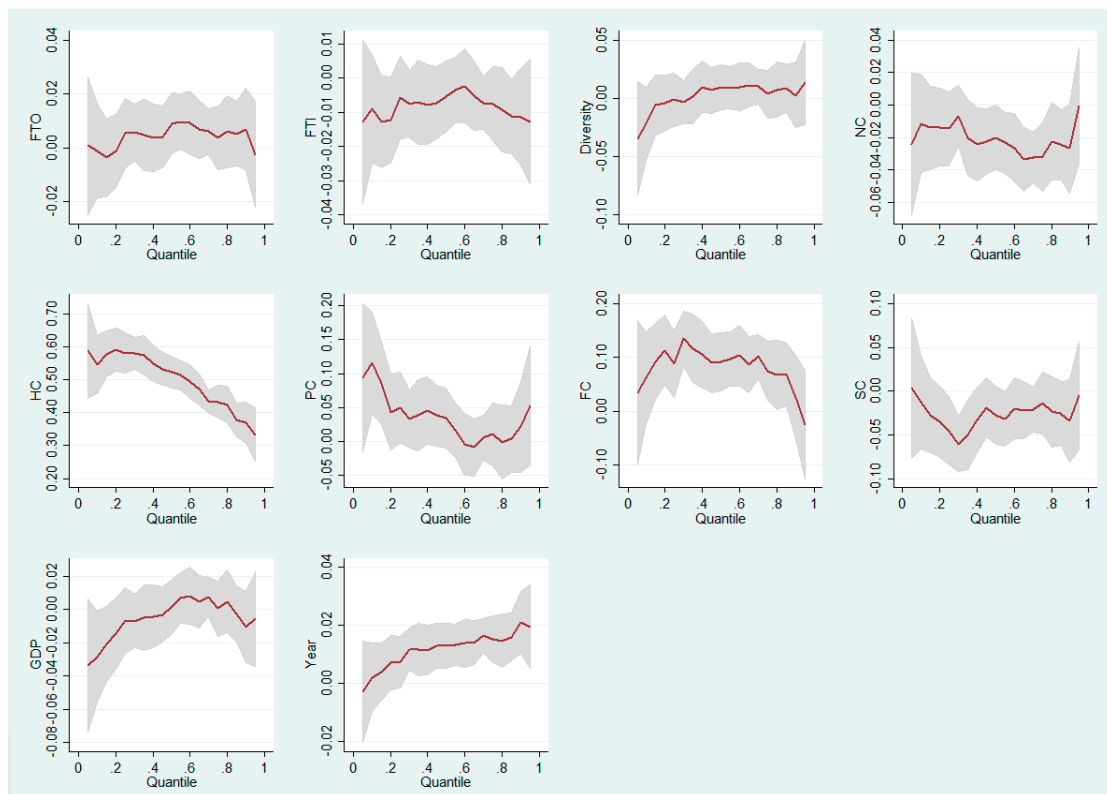 FTO
0.04
0.02
0.00
-0.02
0 .2 .4 .6 .8 1
Quantile
FTI
0.01
0.00
-0.01
-0.02
-0.03
-0.04
0 .2 .4 .6 .8 1
Quantile
Diversity
0.05
0.00
-0.05
-0.10
0 .2 .4 .6 .8 1
Quantile
NC
0.04
0.02
0.00
-0.02
-0.04
-0.06
0 .2 .4 .6 .8 1
Quantile
HC
0.70
0.60
0.50
0.40
0.30
0.20
0 .2 .4 .6 .8 1
Quantile
PC
0.20
0.15
0.10
0.05
0.00
-0.05
0 .2 .4 .6 .8 1
Quantile
FC
0.20
0.10
0.00
-0.10
0 .2 .4 .6 .8 1
Quantile
SC
0.10
0.05
0.00
-0.05
-0.10
0 .2 .4 .6 .8 1
Quantile
GDP
0.02
0.00
-0.02
-0.04
-0.06
-0.08
0 .2 .4 .6 .8 1
Quantile
Year
0.04
0.02
0.00
-0.02
0 .2 .4 .6 .8 1
Quantile